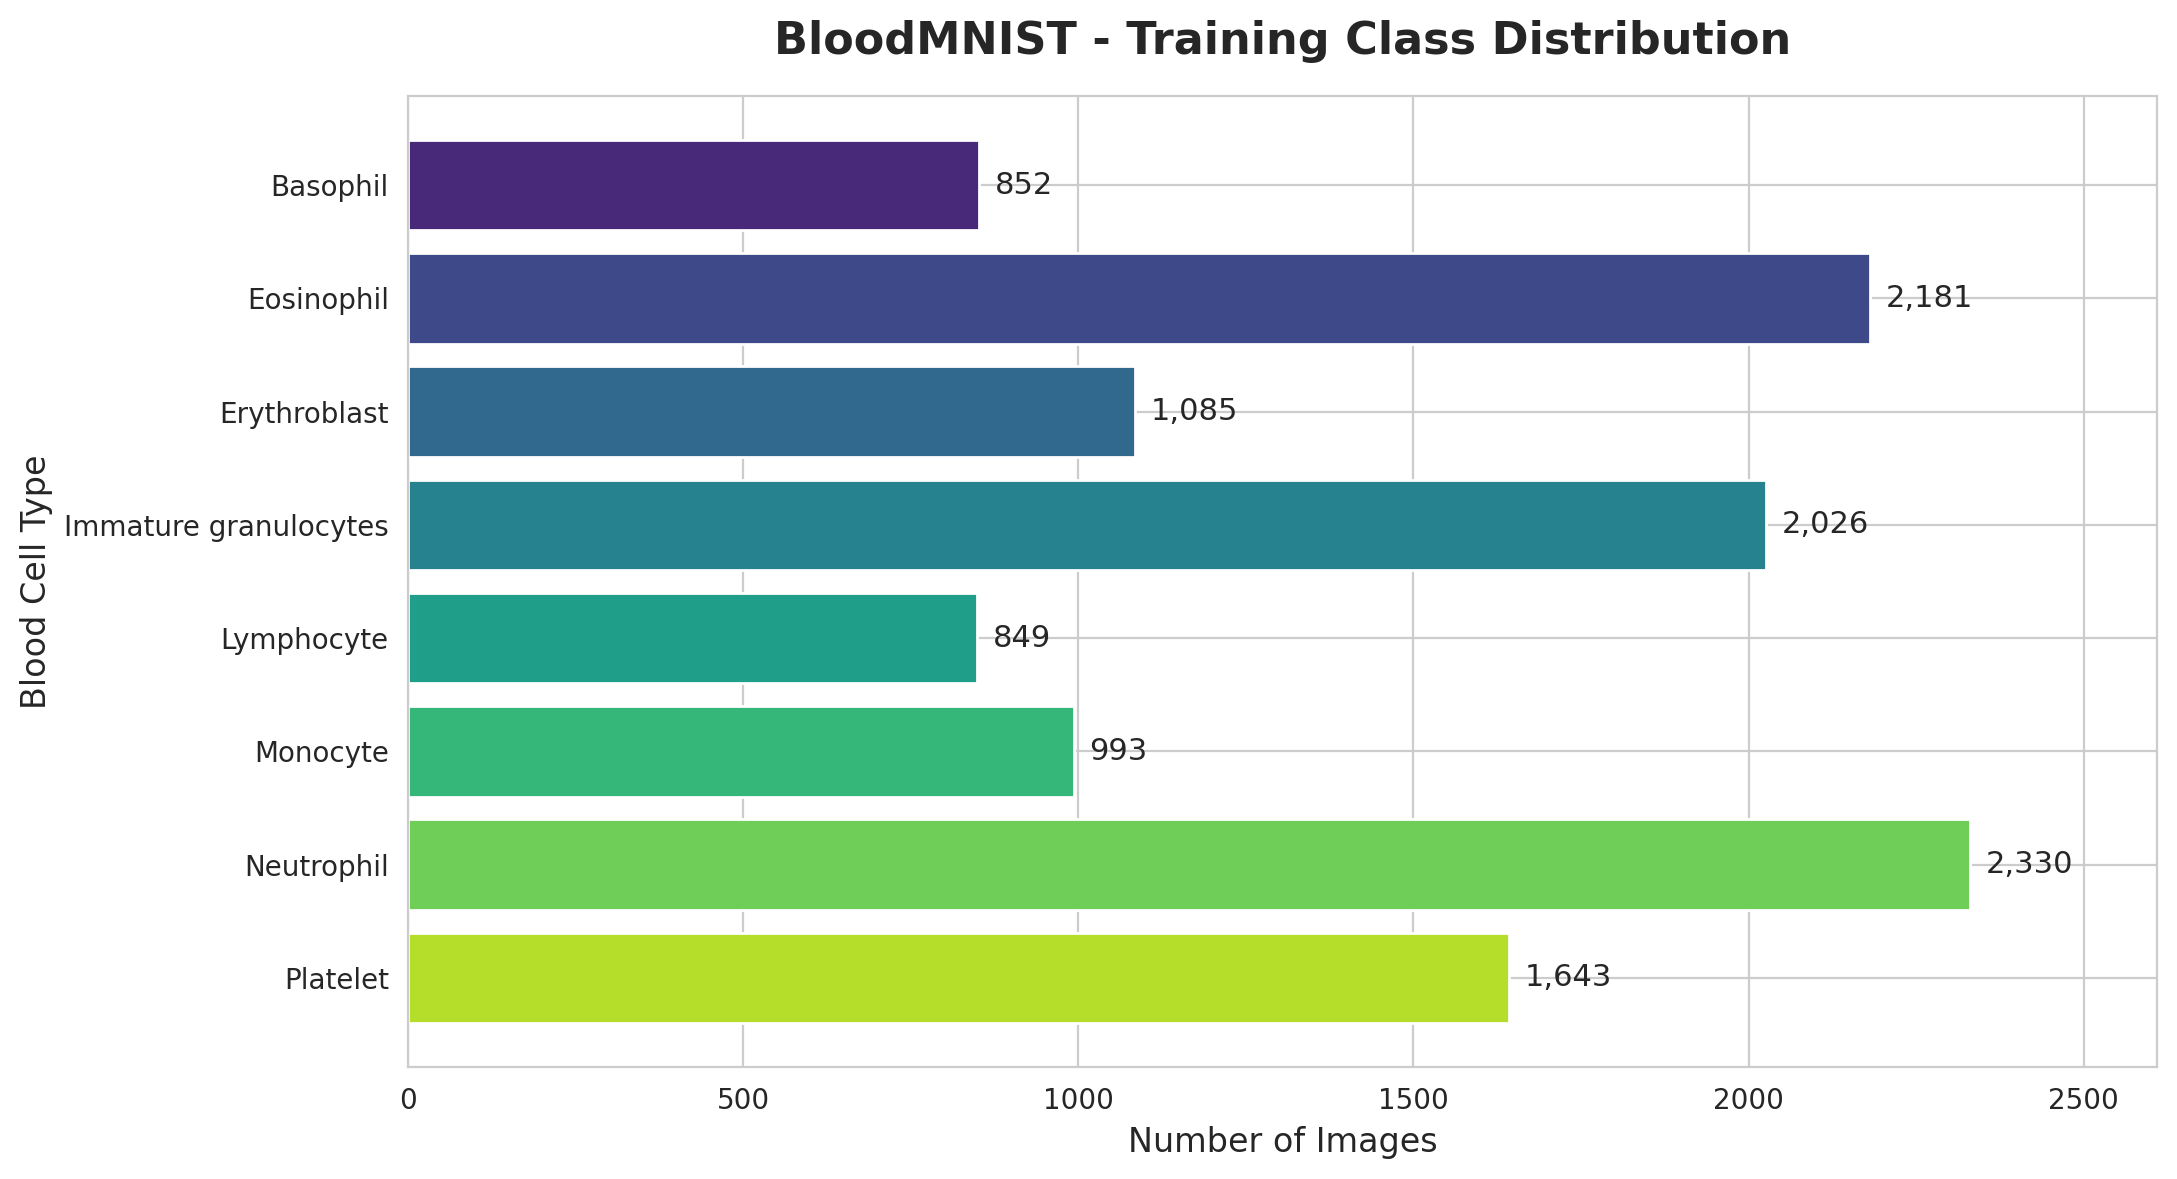 BloodMNIST - Training Class Distribution
Blood Cell Type
Basophil 852
Eosinophil 2,181
Erythroblast 1,085
Immature granulocytes 2,026
Lymphocyte 849
Monocyte 993
Neutrophil 2,330
Platelet 1,643
0 500 1000 1500 2000 2500
Number of Images